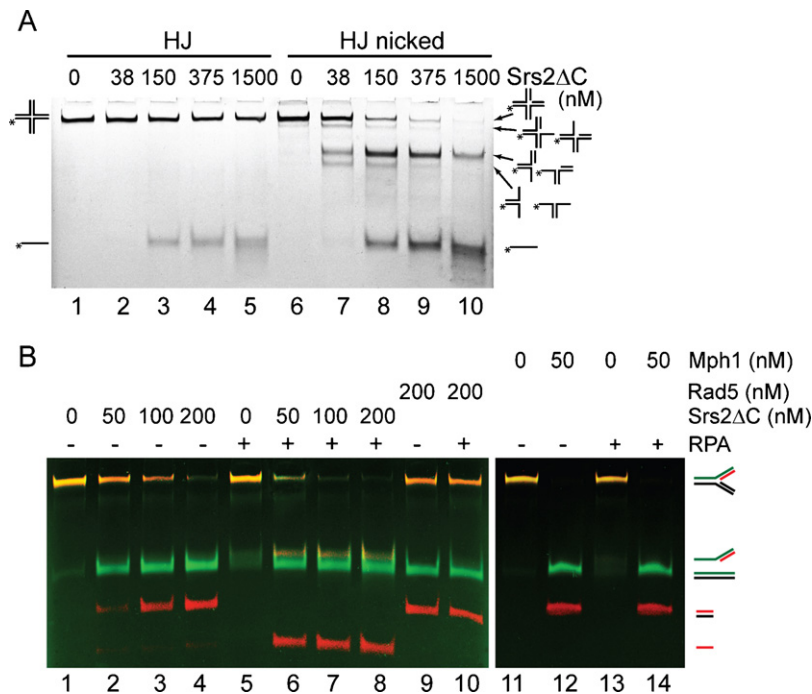 A
HJ HJ nicked
0 38 150 375 1500 0 38 150 375 1500 Srs2ΔC
(nM)
* *
*
* *
* *
* *
* *
1 2 3 4 5 6 7 8 9 10
B
0 50 0 50 Mph1 (nM)
200 200 Rad5 (nM)
0 50 100 200 0 50 100 200 Srs2ΔC (nM)
- - - - + + + + - + - - + + RPA
1 2 3 4 5 6 7 8 9 10 11 12 13 14